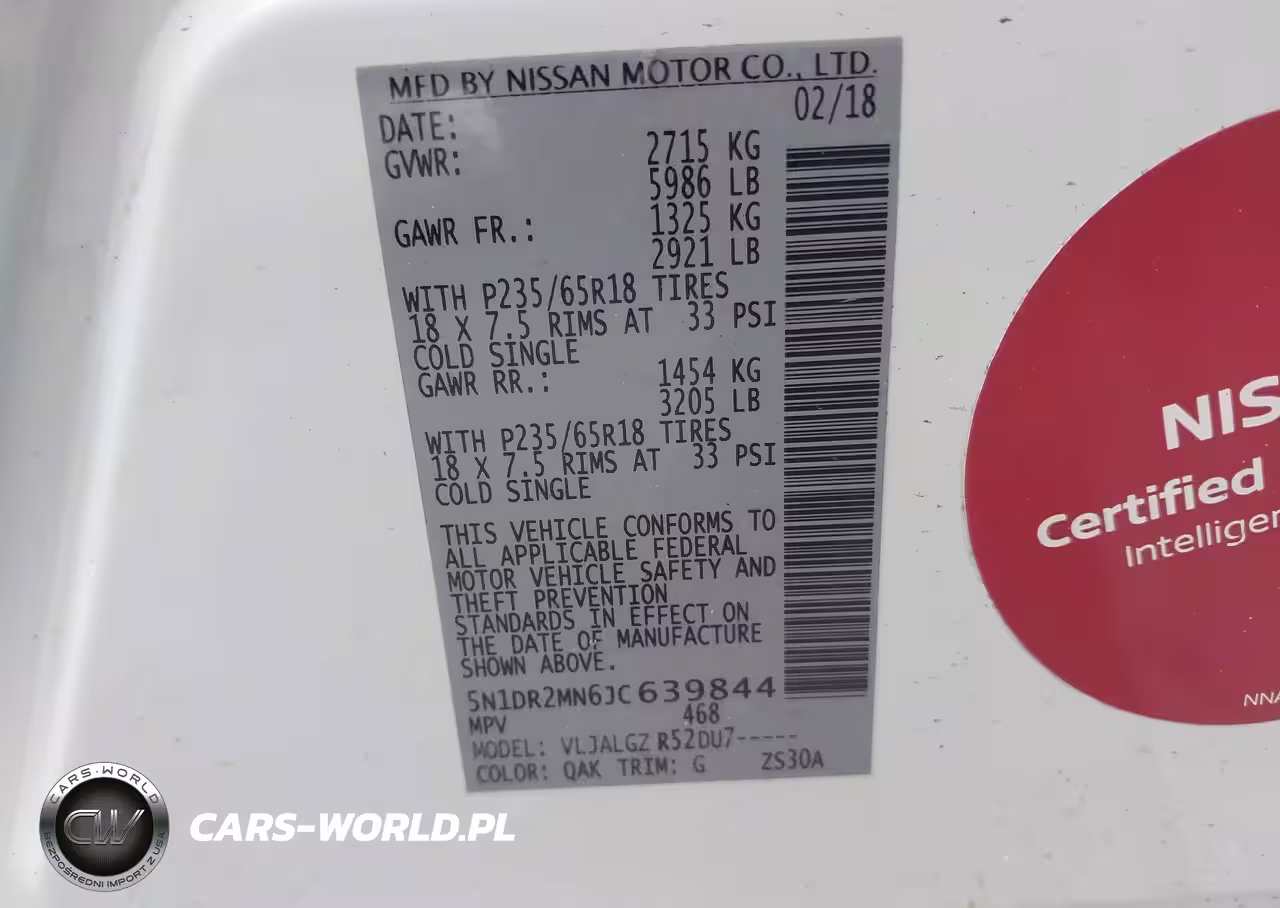 MFD BY NISSAN MOTOR CO., LTD.
DATE: 02/18
GVWR: 2715 KG
5986 LB
GAWR FR.: 1325 KG
2921 LB
WITH P235/65R18 TIRES
18 X 7.5 RIMS AT 33 PSI
COLD SINGLE
GAWR RR.: 1454 KG
3205 LB
WITH P235/65R18 TIRES
18 X 7.5 RIMS AT 33 PSI
COLD SINGLE
THIS VEHICLE CONFORMS TO
ALL APPLICABLE FEDERAL
MOTOR VEHICLE SAFETY AND
THEFT PREVENTION
STANDARDS IN EFFECT ON
THE DATE OF MANUFACTURE
SHOWN ABOVE.
5N1DR2MN6JC639844
MPV 468
MODEL: VLJALGZ R52DU7-----
COLOR: QAK TRIM: G ZS30A
NIS
Certified
Intelliger
NNA
CARS-WORLD
CW
BEZPOŚREDNI IMPORT Z USA
CARS-WORLD.PL